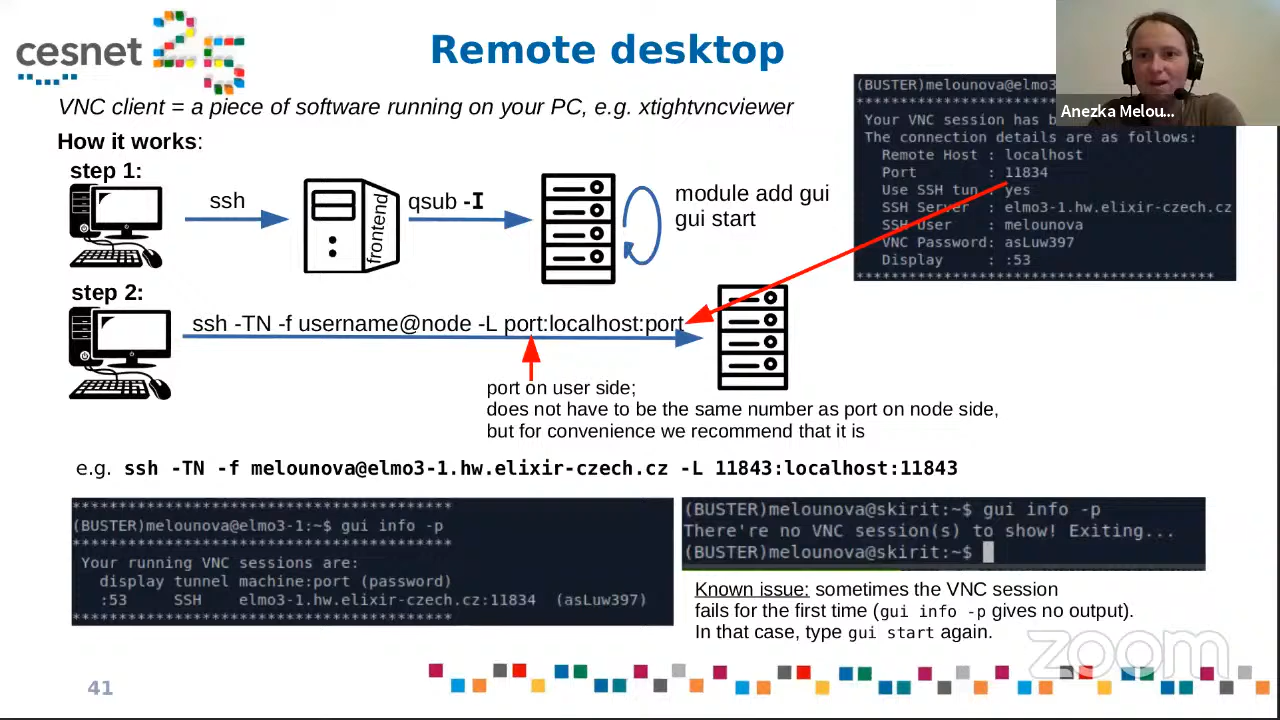 cesnet 25
Remote desktop
VNC client = a piece of software running on your PC, e.g. xtightvncviewer
How it works:
step 1:
ssh
frontend
qsub -I
module add gui
gui start
(BUSTER)melounova@elmo3
****************************************
Your VNC session has b
The connection details are as follows:
Remote Host : localhost
Port : 11834
Use SSH tun : yes
SSH Server : elmo3-1.hw.elixir-czech.cz
SSH User : melounova
VNC Password: asLuw397
Display : :53
****************************************
Anezka Melou...
step 2:
ssh -TN -f username@node -L port:localhost:port
port on user side;
does not have to be the same number as port on node side,
but for convenience we recommend that it is
e.g. ssh -TN -f melounova@elmo3-1.hw.elixir-czech.cz -L 11843:localhost:11843
****************************************
(BUSTER)melounova@elmo3-1:~$ gui info -p
****************************************
Your running VNC sessions are:
display tunnel machine:port (password)
:53 SSH elmo3-1.hw.elixir-czech.cz:11834 (asLuw397)
****************************************
(BUSTER)melounova@skirit:~$ gui info -p
There're no VNC session(s) to show! Exiting...
(BUSTER)melounova@skirit:~$
Known issue: sometimes the VNC session
fails for the first time (gui info -p gives no output).
In that case, type gui start again.
zoom
41